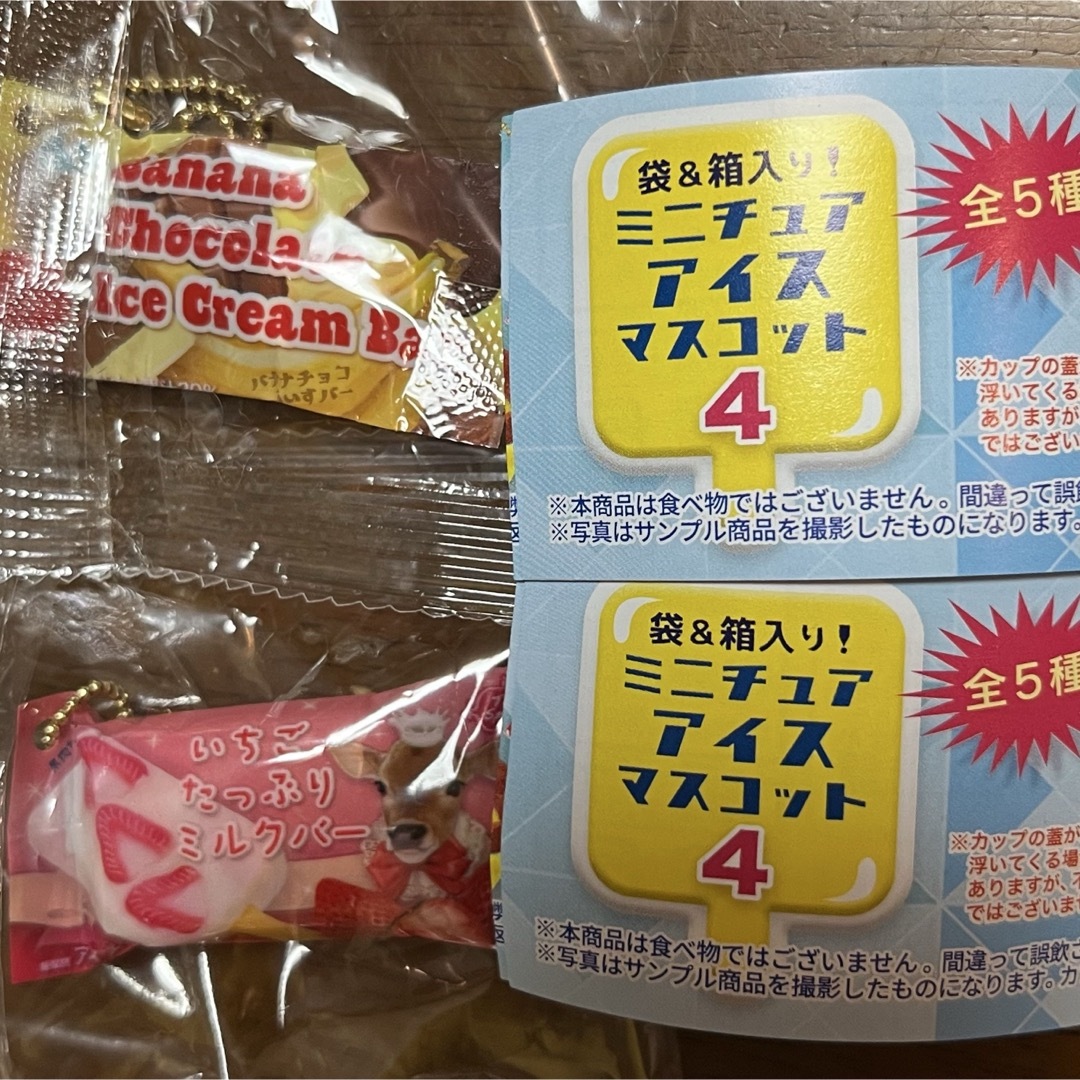 Banana
Chocola
Ice Cream Ba
バナナチョコ
あいすバー
いちご
たっぷり
ミルクバー
袋&箱入り!
ミニチュア
アイス
マスコット
4
全5種
※カップの蓋
浮いてくる
ありますが
ではござい
※本商品は食べ物ではございません。間違って誤飲
※写真はサンプル商品を撮影したものになります。
袋&箱入り!
ミニチュア
アイス
マスコット
4
全5種
※カップの蓋が
浮いてくる場
ありますが、
ではございま
※本商品は食べ物ではございません。間違って誤飲ご
※写真はサンプル商品を撮影したものになります。カ